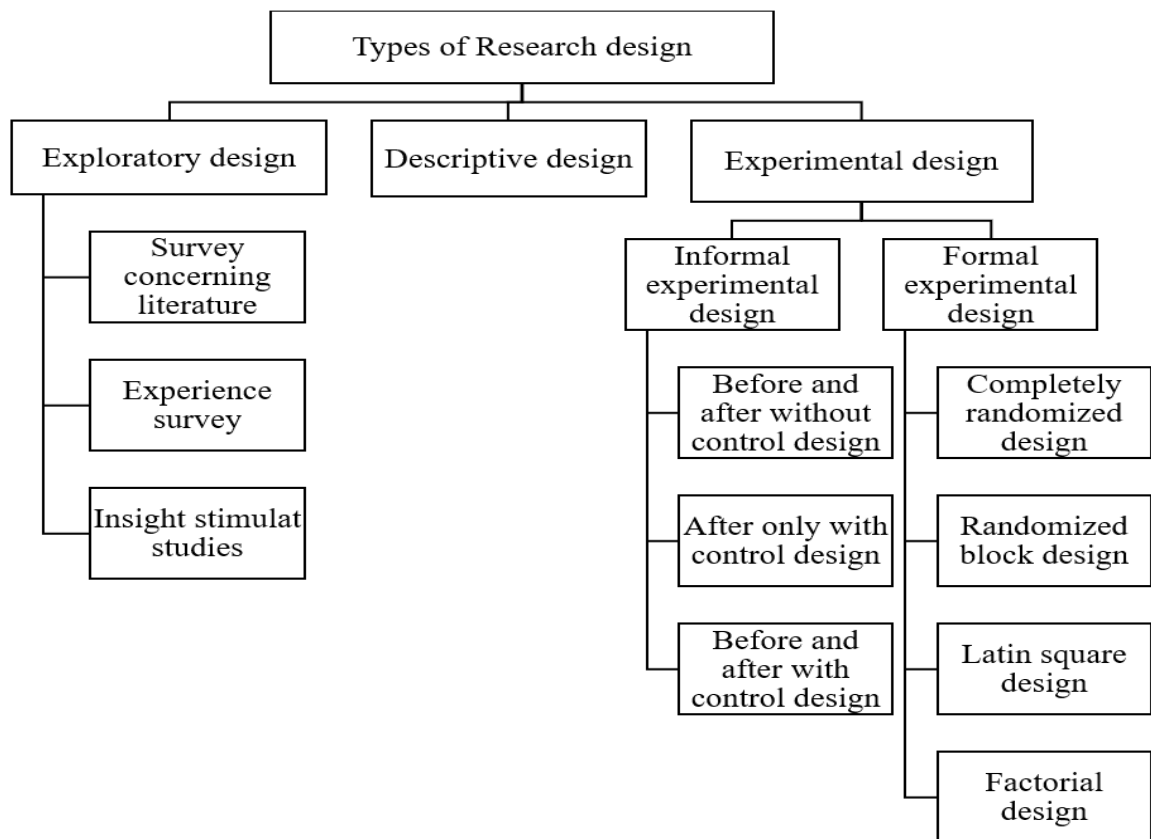 Types of Research design
Exploratory design
Descriptive design
Experimental design
Survey
concerning
literature
Experience
survey
Insight stimulat
studies
Informal
experimental
design
Before and
after without
control design
After only with
control design
Before and
after with
control design
Formal
experimental
design
Completely
randomized
design
Randomized
block design
Latin square
design
Factorial
design